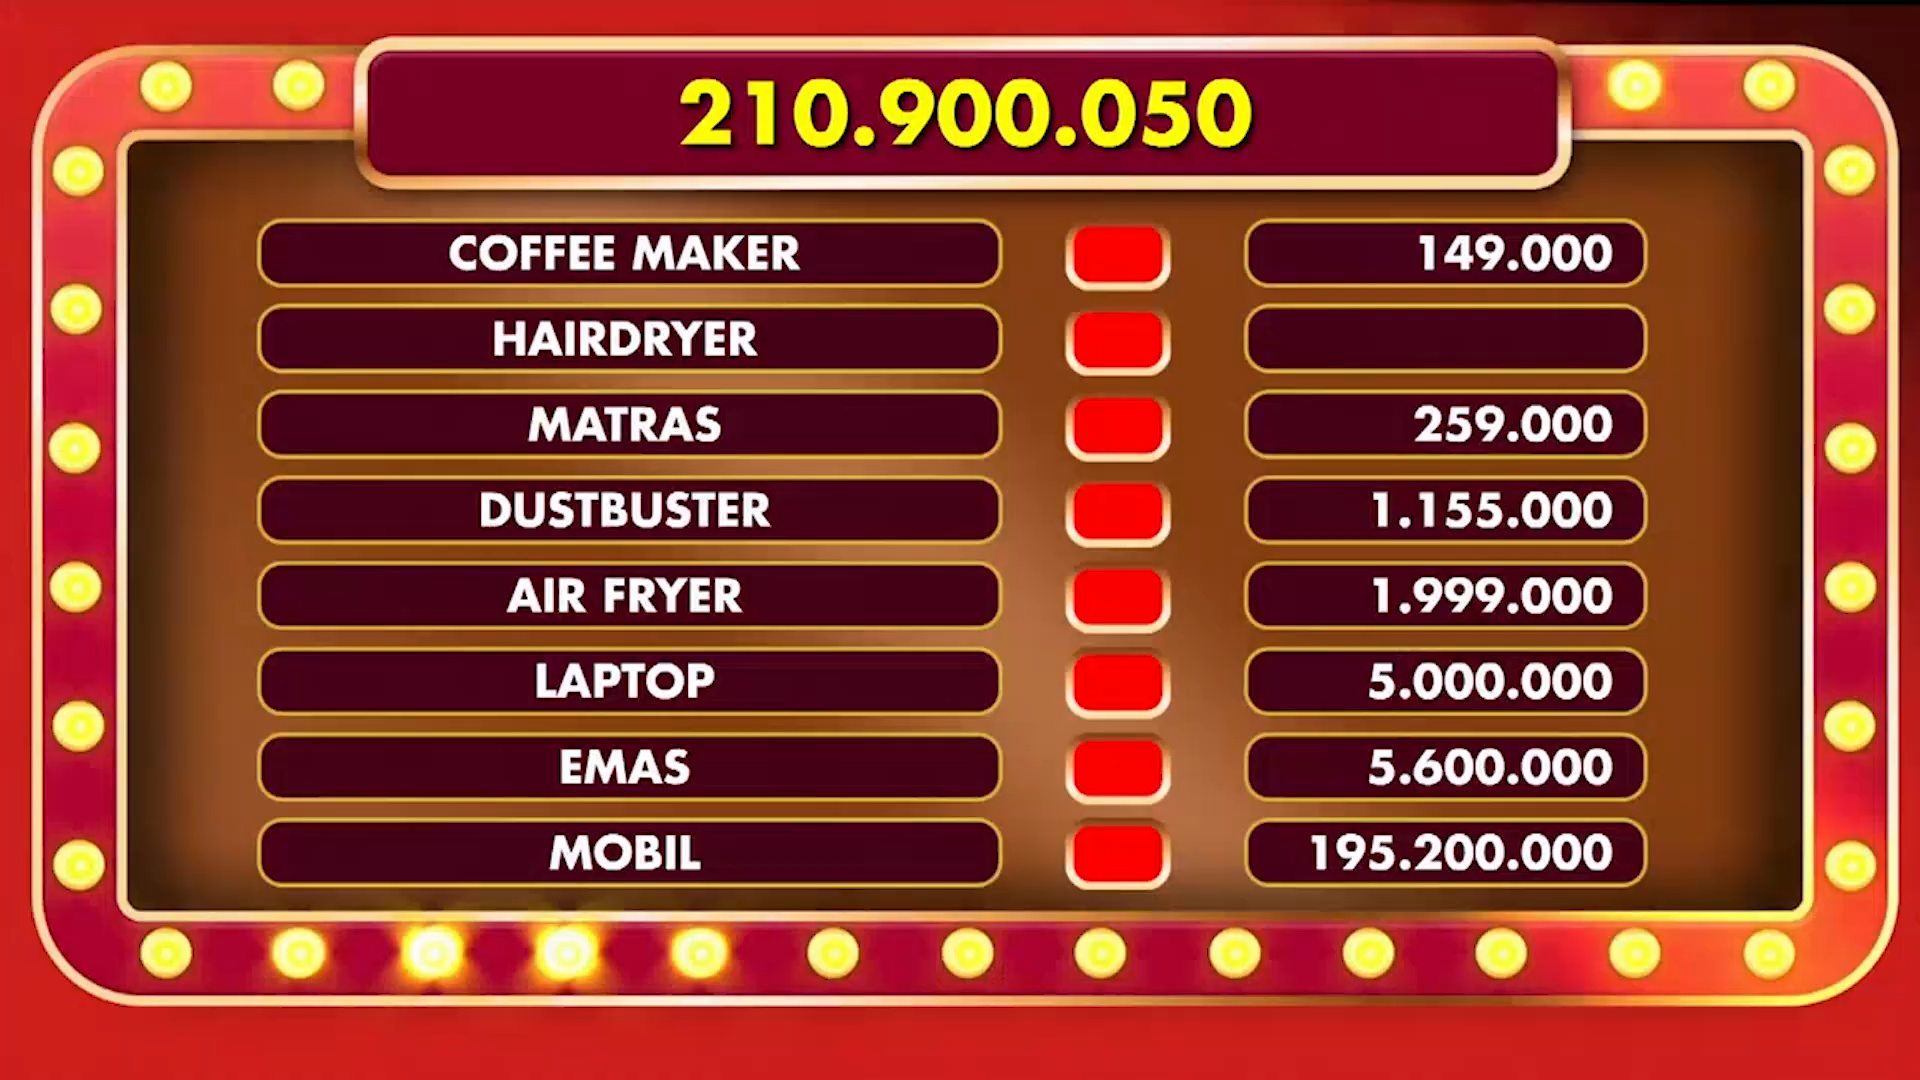 210.900.050
COFFEE MAKER 149.000
HAIRDRYER
MATRAS 259.000
DUSTBUSTER 1.155.000
AIR FRYER 1.999.000
LAPTOP 5.000.000
EMAS 5.600.000
MOBIL 195.200.000